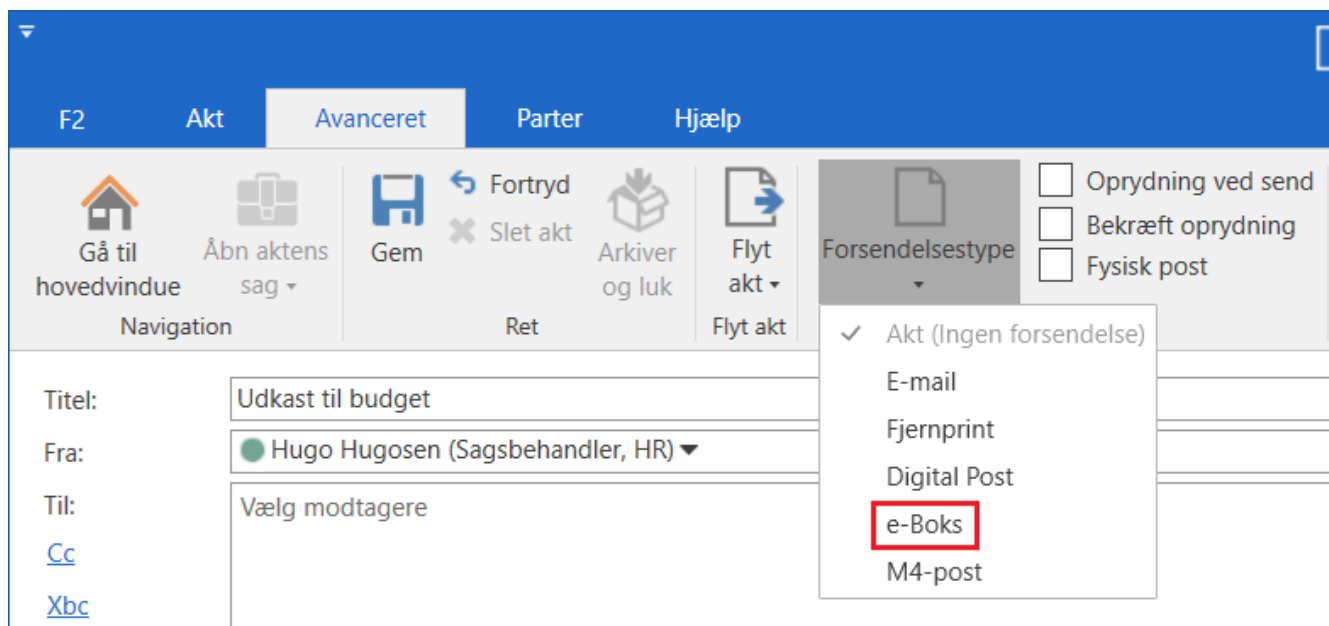 F2 Akt Avanceret Parter Hjælp
Gå til
hovedvindue
Åbn aktens
sag
Navigation
Gem
Fortryd
Slet akt
Arkiver
og luk
Ret
Flyt
akt
Flyt akt
Forsendelsestype
Oprydning ved send
Bekræft oprydning
Fysisk post
Akt (Ingen forsendelse)
E-mail
Fjernprint
Digital Post
e-Boks
M4-post
Titel: Udkast til budget
Fra: Hugo Hugosen (Sagsbehandler, HR)
Til: Vælg modtagere
Cc
Xbc